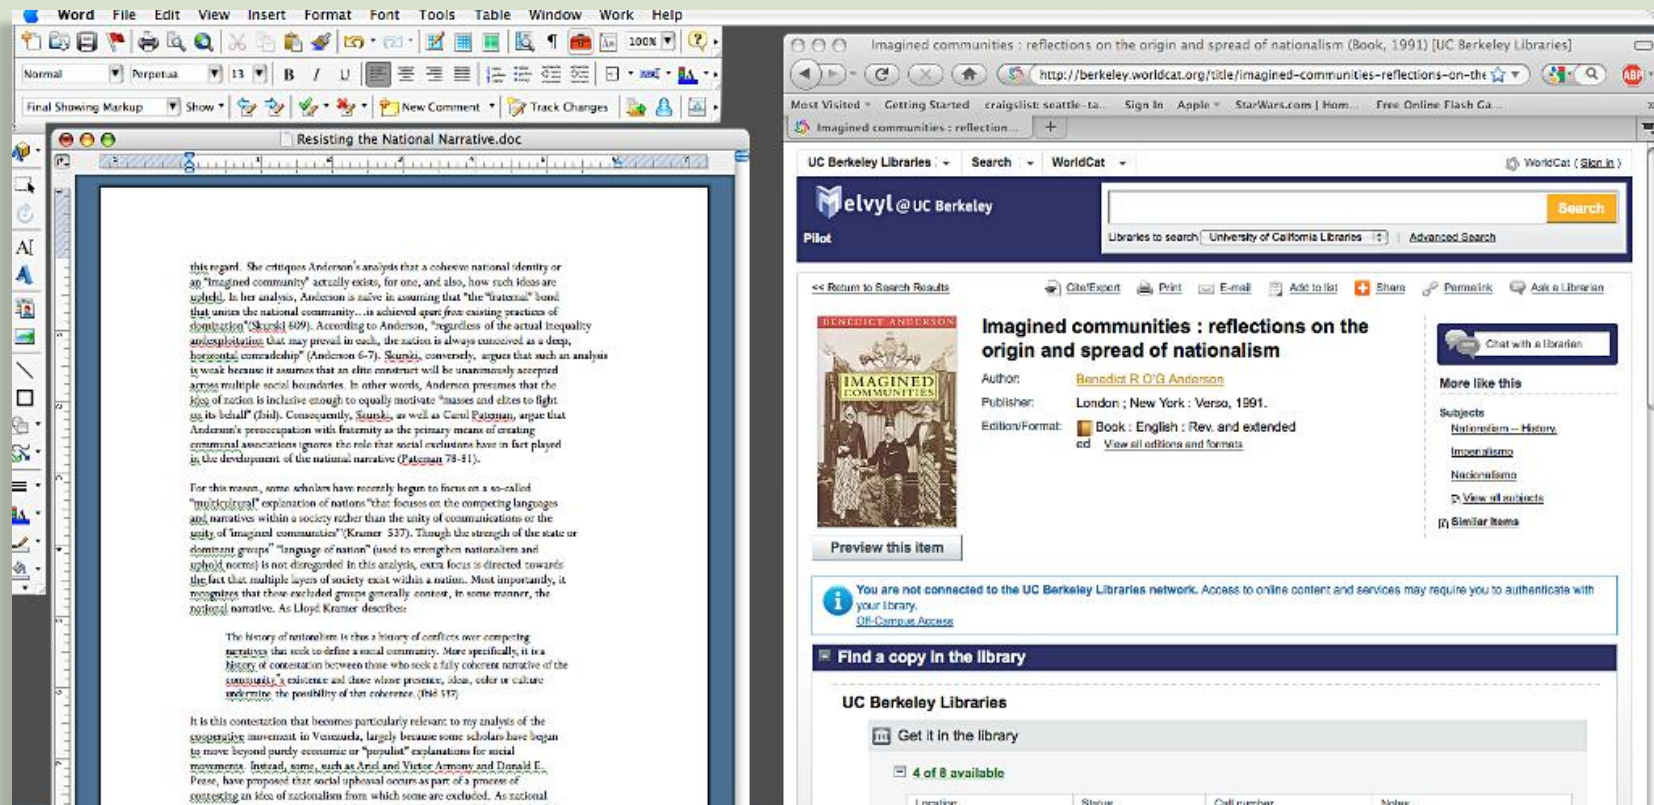 Word File Edit View Insert Format Font Tools Table Window Work Help
100%
Normal Perpetua 13 B I U
Final Showing Markup Show New Comment Track Changes
Resisting the National Narrative.doc
this regard. She critiques Anderson's analysis that a cohesive national identity or
an "imagined community" actually exists, for one, and also, how such ideas are
upheld. In her analysis, Anderson is naïve in assuming that "the "fraternal" bond
that unites the national community…is achieved apart from existing practices of
domination"(Skurski 609). According to Anderson, "regardless of the actual inequality
andexploitation that may prevail in each, the nation is always conceived as a deep,
horizontal comradeship" (Anderson 6-7). Skurski, conversely, argues that such an analysis
is weak because it assumes that an elite construct will be unanimously accepted
across multiple social boundaries. In other words, Anderson presumes that the
idea of nation is inclusive enough to equally motivate "masses and elites to fight
on its behalf" (Ibid). Consequently, Skurski, as well as Carol Pateman, argue that
Anderson's preoccupation with fraternity as the primary means of creating
communal associations ignores the role that social exclusions have in fact played
in the development of the national narrative (Pateman 78-81).
For this reason, some scholars have recently begun to focus on a so-called
"multicultural" explanation of nations "that focuses on the competing languages
and narratives within a society rather than the unity of communications or the
unity of 'imagined communities'"(Kramer 537). Though the strength of the state or
dominant groups" "language of nation" (used to strengthen nationalism and
uphold norms) is not disregarded in this analysis, extra focus is directed towards
the fact that multiple layers of society exist within a nation. Most importantly, it
recognizes that these excluded groups generally contest, in some manner, the
national narrative. As Lloyd Kramer describes:
The history of nationalism is thus a history of conflicts over competing
narratives that seek to define a social community. More specifically, it is a
history of contestation between those who seek a fully coherent narrative of the
community"s existence and those whose presence, ideas, color or culture
undermine the possibility of that coherence. (Ibid 537)
It is this contestation that becomes particularly relevant to my analysis of the
cooperative movement in Venezuela, largely because some scholars have begun
to move beyond purely economic or "populist" explanations for social
movements. Instead, some, such as Ariel and Victor Armony and Donald E.
Pease, have proposed that social upheaval occurs as part of a process of
contesting an idea of nationalism from which some are excluded. As national
Imagined communities : reflections on the origin and spread of nationalism (Book, 1991) [UC Berkeley Libraries]
http://berkeley.worldcat.org/title/imagined-communities-reflections-on-the
ABP
Most Visited Getting Started craigslist: seattle-ta... Sign In Apple StarWars.com | Hom... Free Online Flash Ga...
Imagined communities : reflection... +
UC Berkeley Libraries Search WorldCat WorldCat ( Sign in )
Melvyl @ UC Berkeley
Search
Pilot
Libraries to search University of California Libraries Advanced Search
<< Return to Search Results Cite/Export Print E-mail Add to list Share Permalink Ask a Librarian
BENEDICT ANDERSON
IMAGINED
COMMUNITIES
Preview this item
Imagined communities : reflections on the
origin and spread of nationalism
Author: Benedict R O'G Anderson
Publisher: London ; New York : Verso, 1991.
Edition/Format: Book : English : Rev. and extended
ed View all editions and formats
Chat with a librarian
More like this
Subjects
Nationalism -- History.
Imperialismo
Nacionalismo
View all subjects
Similar Items
You are not connected to the UC Berkeley Libraries network. Access to online content and services may require you to authenticate with
your library.
Off-Campus Access
Find a copy in the library
UC Berkeley Libraries
Get it in the library
4 of 8 available
Location Status Call number Notes